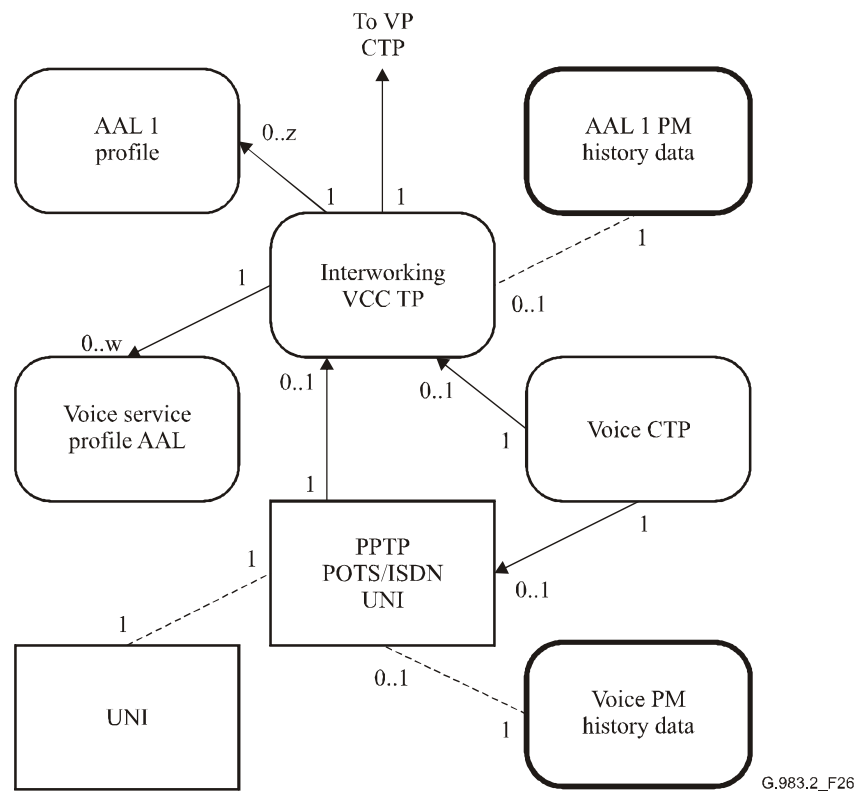 To VP
CTP
AAL 1
profile
0..z
AAL 1 PM
history data
1
1
1
1
Interworking
VCC TP
0..1
0..w
0..1
0..1
Voice service
profile AAL
Voice CTP
1
1
1
PPTP
POTS/ISDN
UNI
1
0..1
1
0..1
UNI
Voice PM
history data
1
G.983.2_F26